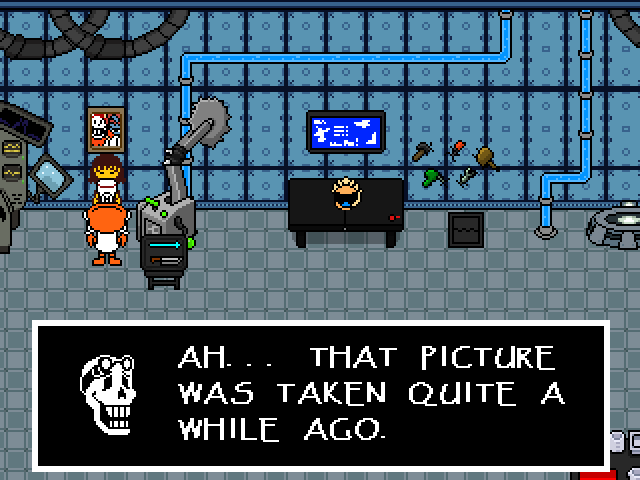 AH... THAT PICTURE
WAS TAKEN QUITE A
WHILE AGO.